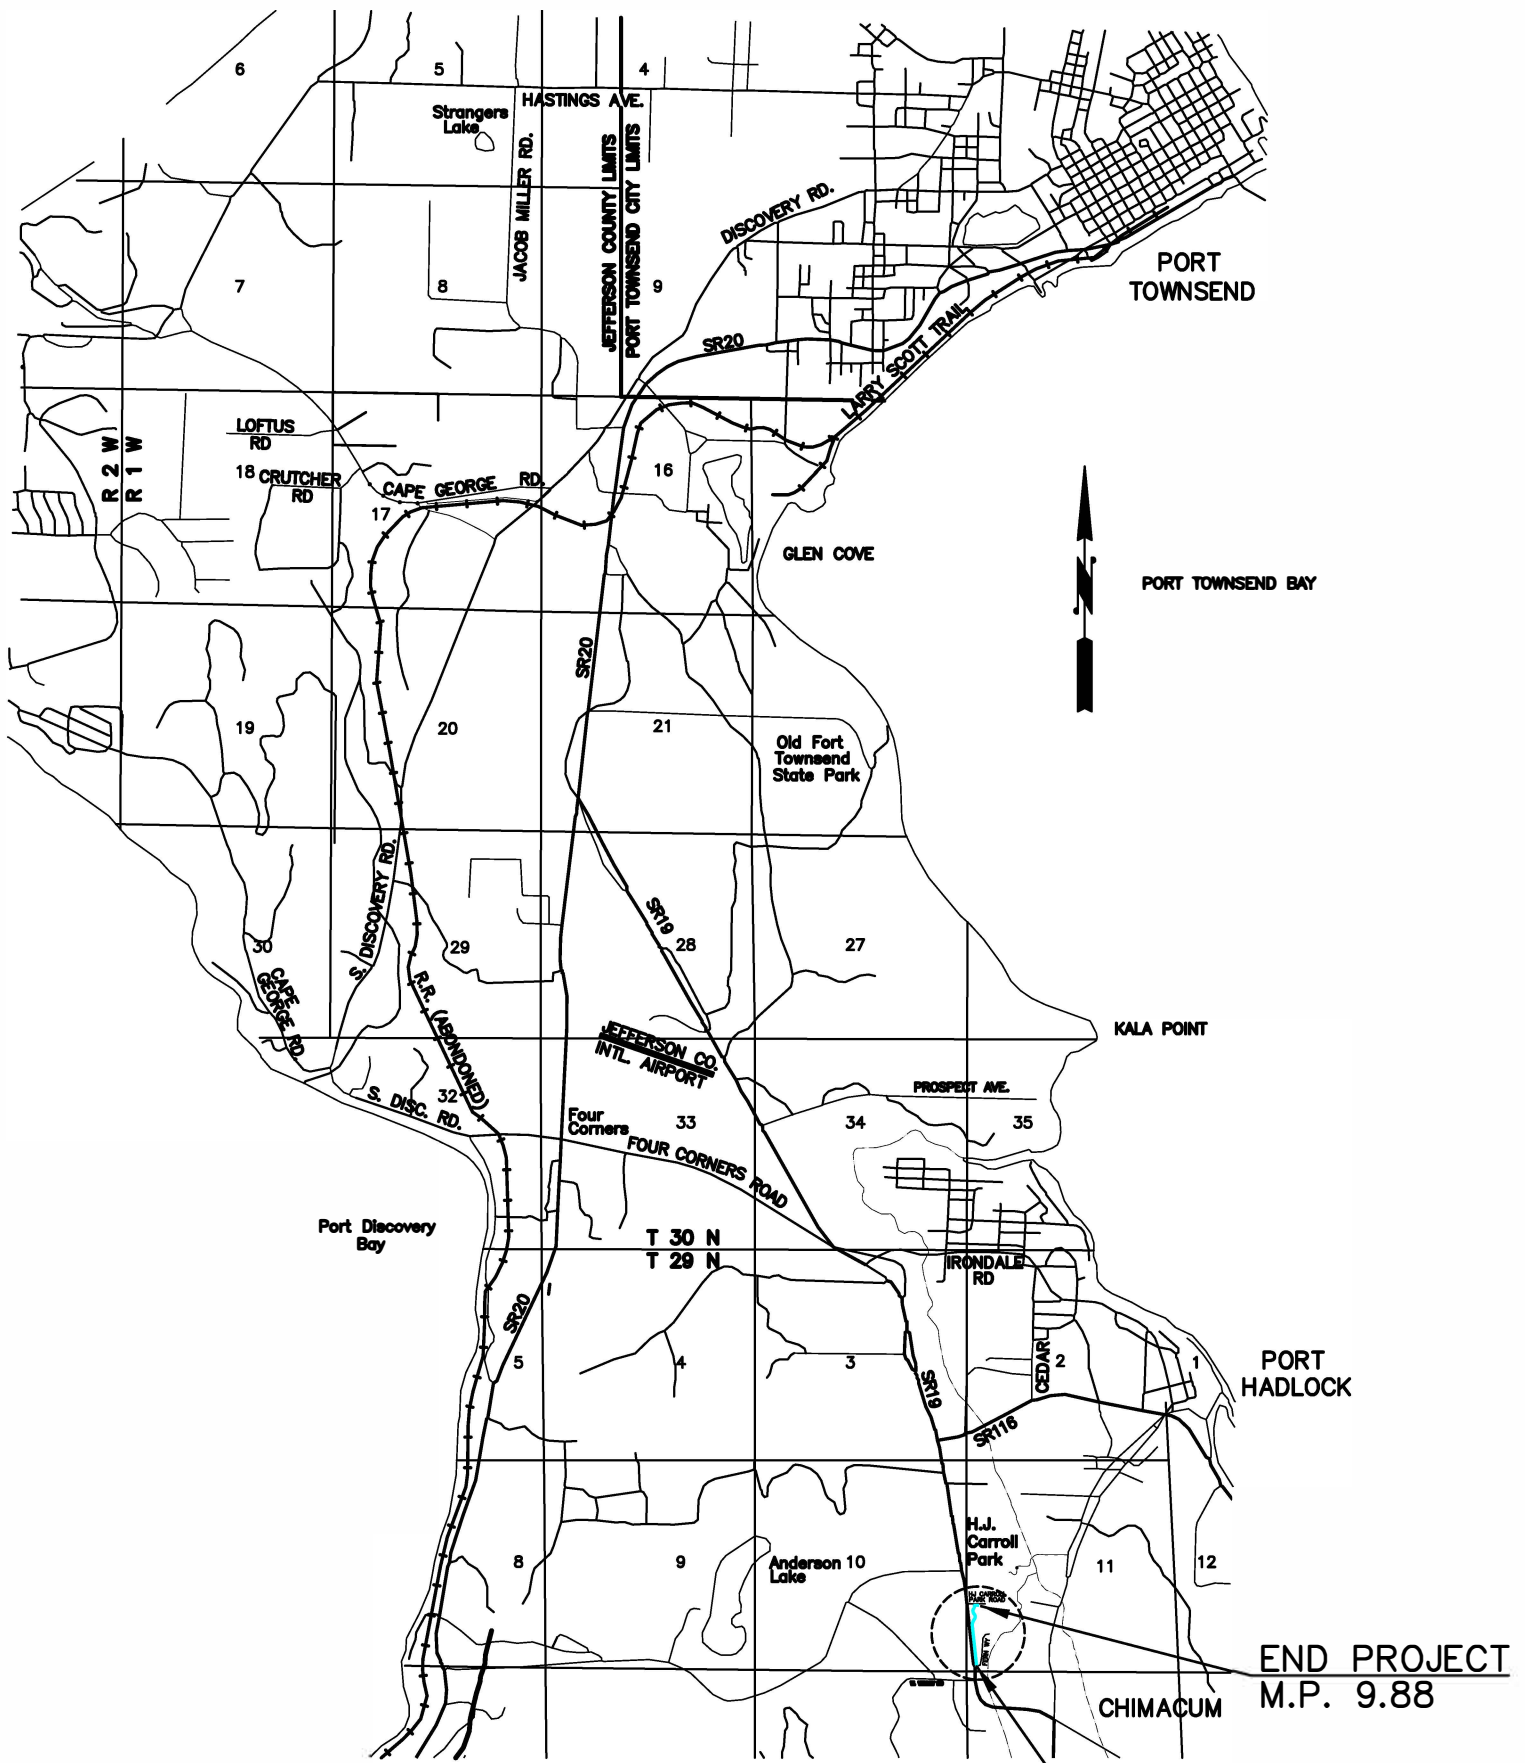 6
5
4
HASTINGS AVE.
Strangers
Lake
JACOB MILLER RD.
JEFFERSON COUNTY LIMITS
PORT TOWNSEND CITY LIMITS
DISCOVERY RD.
PORT
TOWNSEND
7
8
9
SR20
LARRY SCOTT TRAIL
LOFTUS
RD
R 2 W
R 1 W
18
CRUTCHER
RD
CAPE GEORGE RD.
16
17
GLEN COVE
PORT TOWNSEND BAY
SR20
19
20
21
Old Fort
Townsend
State Park
S. DISCOVERY RD.
SR19
30
29
28
27
CAPE
GEORGE RD.
R.R. (ABONDONED)
JEFFERSON CO.
INTL. AIRPORT
KALA POINT
PROSPECT AVE.
32
S. DISC. RD.
Four
Corners
33
34
35
FOUR CORNERS ROAD
Port Discovery
Bay
T 30 N
T 29 N
IRONDALE
RD
SR20
5
4
3
SR19
CEDAR
2
1
PORT
HADLOCK
SR116
H.J.
Carroll
Park
8
9
Anderson
Lake
10
11
12
HJ CARROLL
PARK ROAD
END PROJECT
M.P. 9.88
CHIMACUM